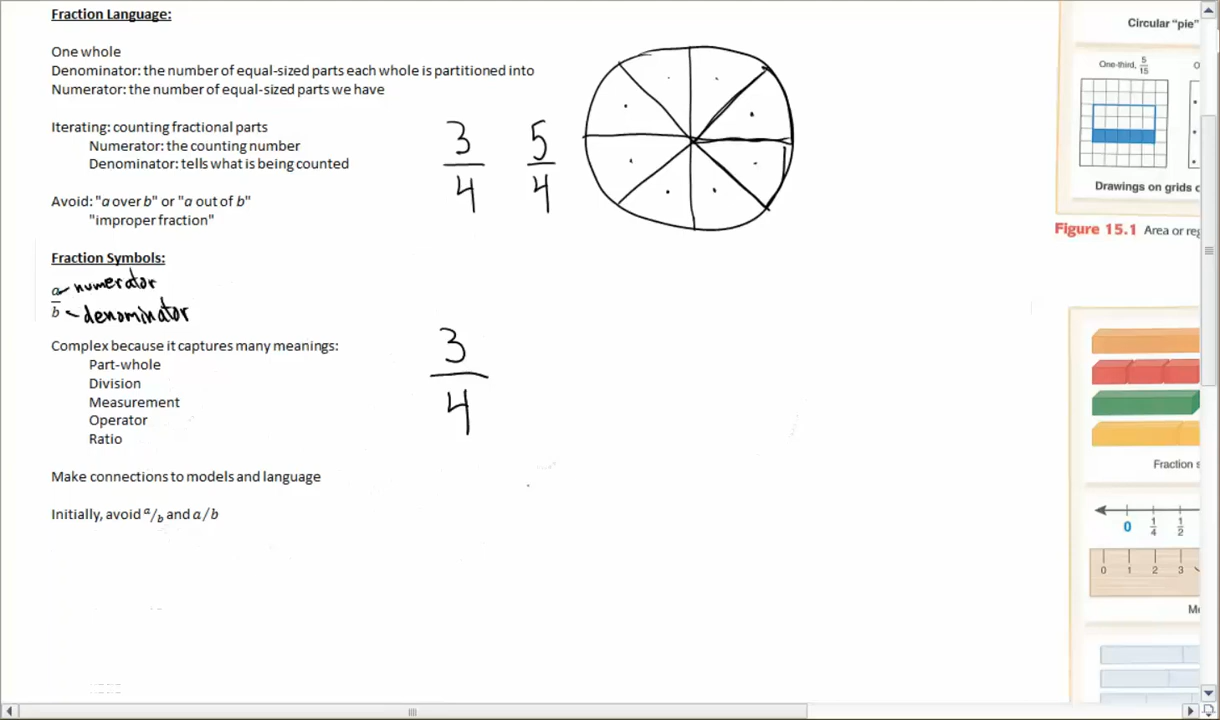 Fraction Language:
One whole
Denominator: the number of equal-sized parts each whole is partitioned into
Numerator: the number of equal-sized parts we have
Iterating: counting fractional parts
Numerator: the counting number
Denominator: tells what is being counted
Avoid: "a over b" or "a out of b"
"improper fraction"
3/4 5/4
Fraction Symbols:
a numerator
b denominator
Complex because it captures many meanings:
Part-whole
Division
Measurement
Operator
Ratio
3/4
Make connections to models and language
Initially, avoid a/b and a/b
Circular "pie"
One-third, 5/15
Drawings on grids
Figure 15.1 Area or
Fraction
0 1/4 1/2
0 1 2 3